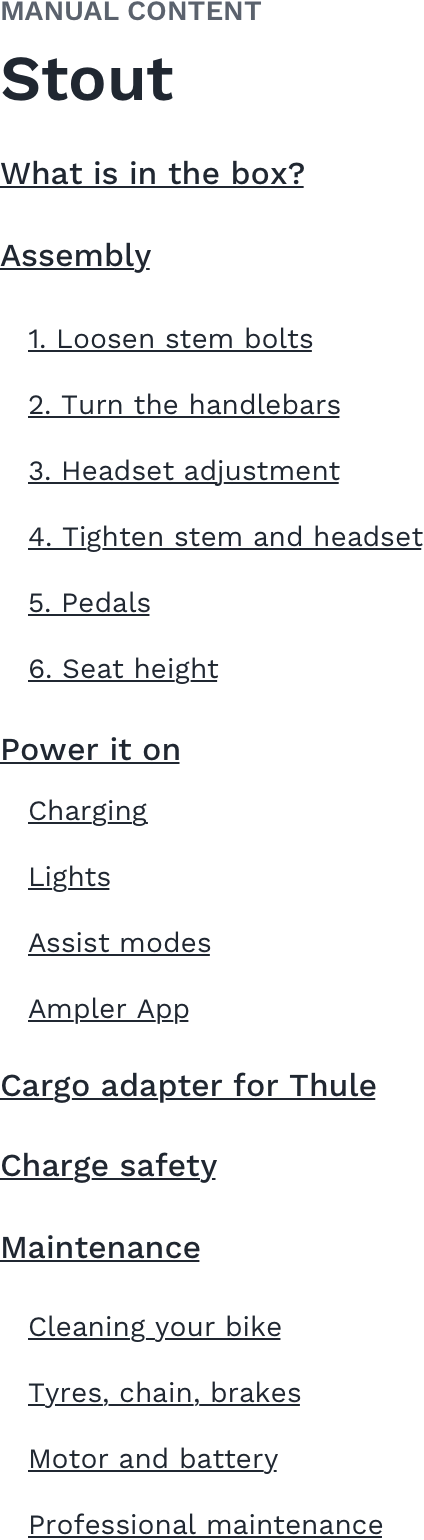 MANUAL CONTENT
Stout
What is in the box?
Assembly
1. Loosen stem bolts
2. Turn the handlebars
3. Headset adjustment
4. Tighten stem and headset
5. Pedals
6. Seat height
Power it on
Charging
Lights
Assist modes
Ampler App
Cargo adapter for Thule
Charge safety
Maintenance
Cleaning your bike
Tyres, chain, brakes
Motor and battery
Professional maintenance